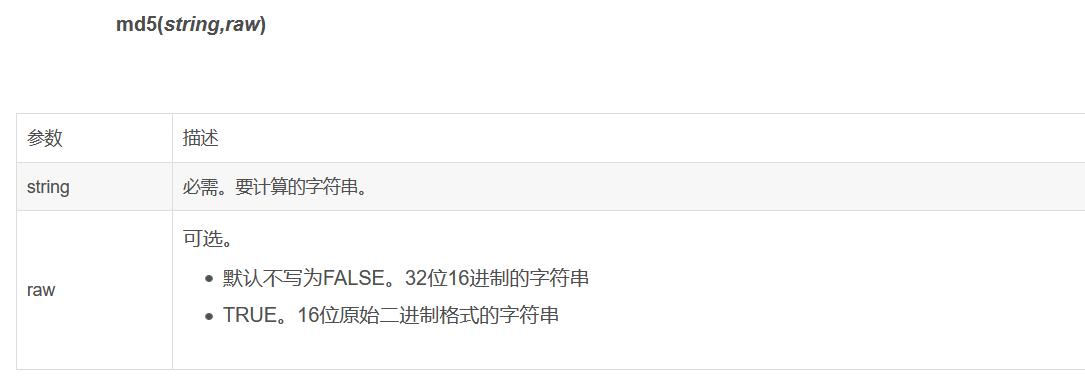 md5(string,raw)
参数
描述
string
必需。要计算的字符串。
raw
可选。
默认不写为FALSE。32位16进制的字符串
TRUE。16位原始二进制格式的字符串